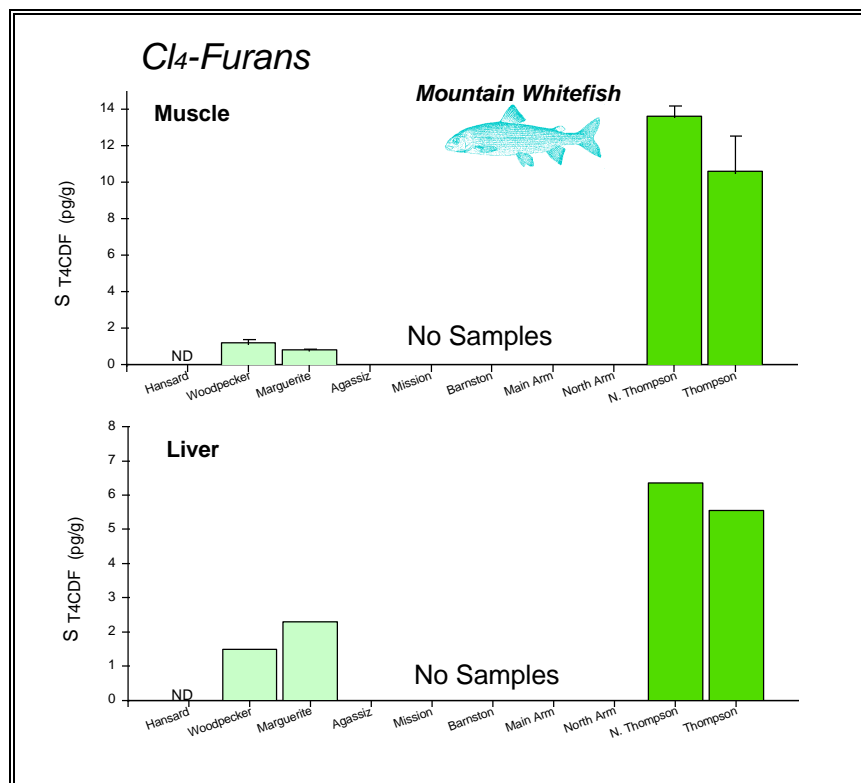 Cl4-Furans
Mountain Whitefish
Muscle
14
12
10
8
6
4
2
0
S T4CDF (pg/g)
ND
No Samples
Hansard
Woodpecker
Marguerite
Agassiz
Mission
Barnston
Main Arm
North Arm
N. Thompson
Thompson
Liver
8
7
6
5
4
3
2
1
0
S T4CDF (pg/g)
ND
No Samples
Hansard
Woodpecker
Marguerite
Agassiz
Mission
Barnston
Main Arm
North Arm
N. Thompson
Thompson